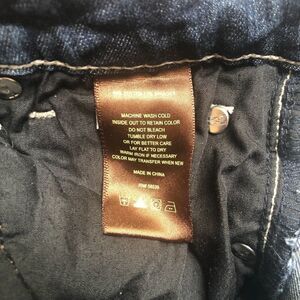 MACHINE WASH COLD
INSIDE OUT TO RETAIN COLOR
DO NOT BLEACH
TUMBLE DRY LOW
OR FOR BETTER CARE
LAY FLAT TO DRY
WARM IRON IF NECESSARY
COLOR MAY TRANSFER WHEN NEW
MADE IN CHINA